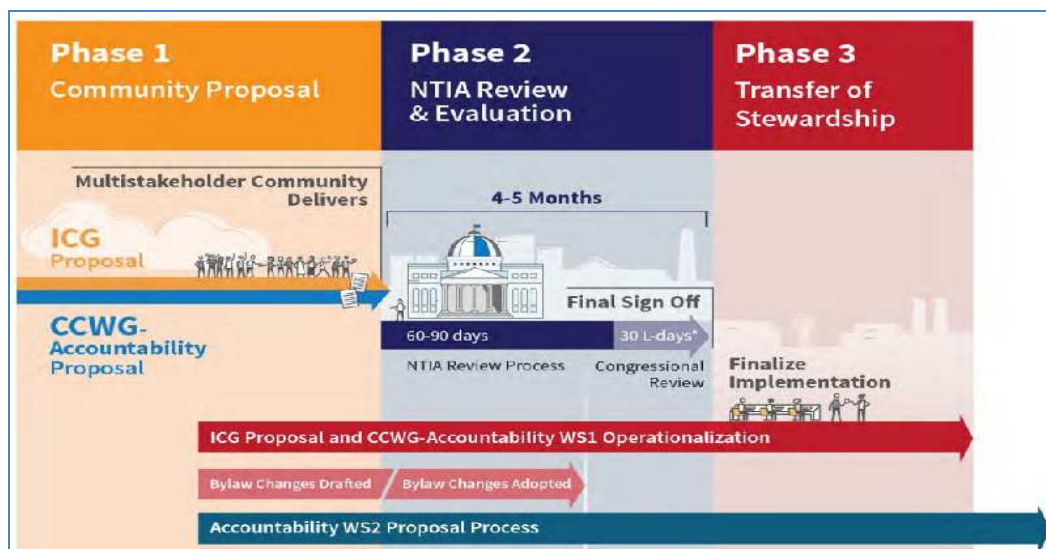 Phase 1
Community Proposal
Phase 2
NTIA Review
& Evaluation
Phase 3
Transfer of
Stewardship
Multistakeholder Community
Delivers
ICG
Proposal
CCWG-
Accountability
Proposal
4-5 Months
Final Sign Off
60-90 days
30 L-days*
NTIA Review Process
Congressional
Review
Finalize
Implementation
ICG Proposal and CCWG-Accountability WS1 Operationalization
Bylaw Changes Drafted
Bylaw Changes Adopted
Accountability WS2 Proposal Process